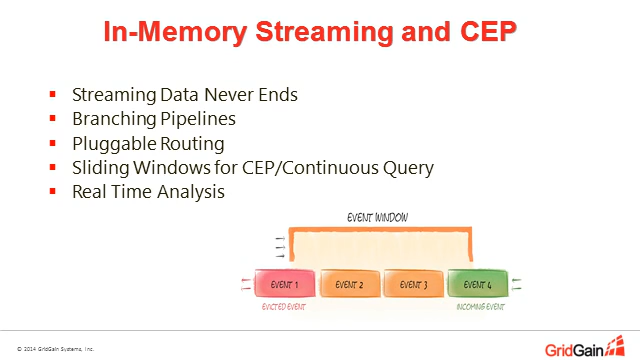 In-Memory Streaming and CEP
Streaming Data Never Ends
Branching Pipelines
Pluggable Routing
Sliding Windows for CEP/Continuous Query
Real Time Analysis
EVENT WINDOW
EVENT 1
EVENT 2
EVENT 3
EVENT 4
EVICTED EVENT
INCOMING EVENT
© 2014 GridGain Systems, Inc.
GridGain